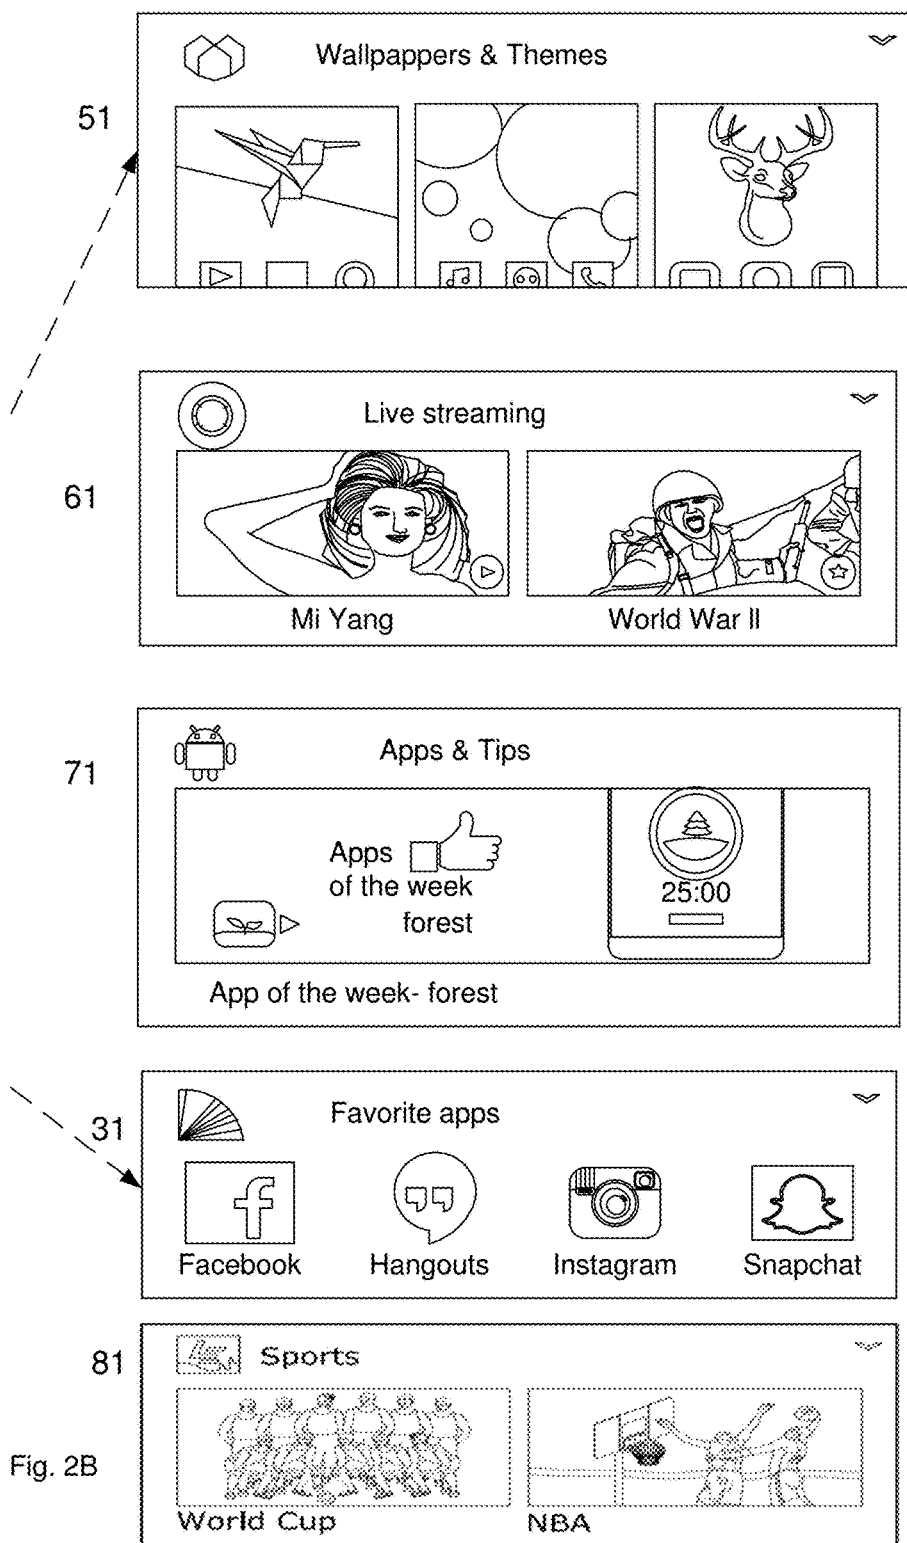 Wallpappers & Themes
51
Live streaming
61
Mi Yang
World War II
71
Apps & Tips
Apps
of the week
forest
25:00
App of the week- forest
31
Favorite apps
f
Facebook
Hangouts
Instagram
Snapchat
81
Sports
World Cup
NBA
Fig. 2B